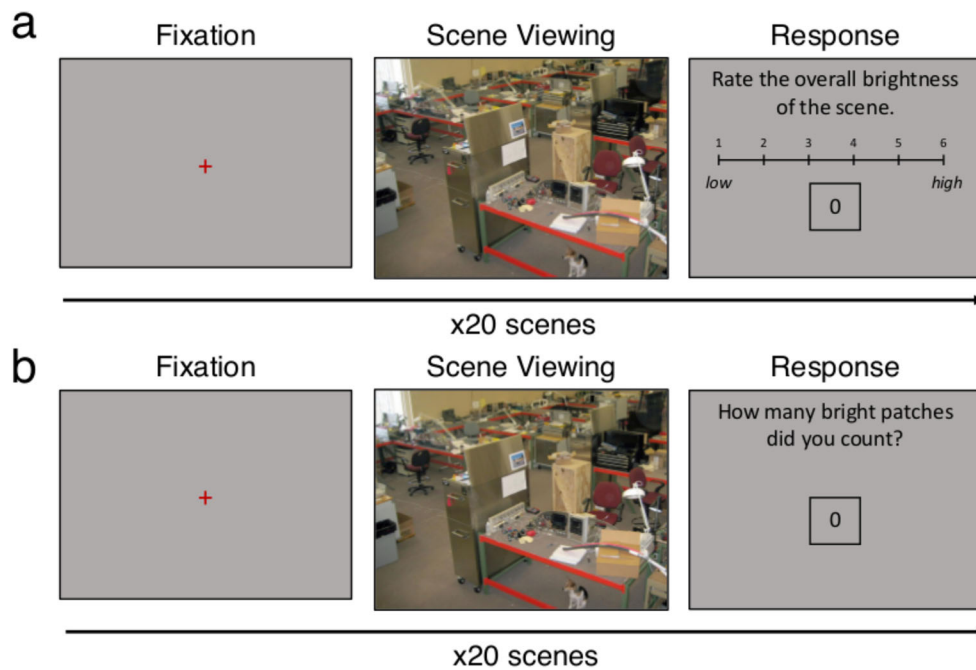 a
Fixation
Scene Viewing
Response
Rate the overall brightness
of the scene.
1 2 3 4 5 6
low high
0
x20 scenes
b
Fixation
Scene Viewing
Response
How many bright patches
did you count?
0
x20 scenes